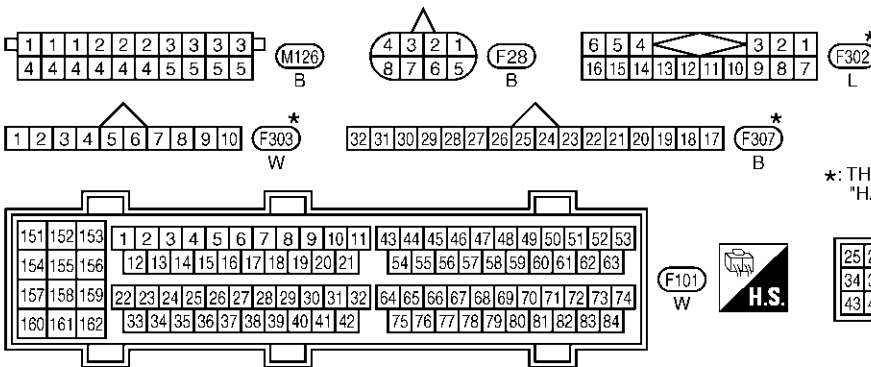 1 1 1 2 2 2 3 3 3 3
4 4 4 4 4 4 5 5 5 5
M126
B
4 3 2 1
8 7 6 5
F28
B
6 5 4 3 2 1
16 15 14 13 12 11 10 9 8 7
*
F302
L
1 2 3 4 5 6 7 8 9 10
*
F303
W
32 31 30 29 28 27 26 25 24 23 22 21 20 19 18 17
*
F307
B
*: TH
"HA
151 152 153 1 2 3 4 5 6 7 8 9 10 11 43 44 45 46 47 48 49 50 51 52 53
154 155 156 12 13 14 15 16 17 18 19 20 21 54 55 56 57 58 59 60 61 62 63
157 158 159 22 23 24 25 26 27 28 29 30 31 32 64 65 66 67 68 69 70 71 72 73 74
160 161 162 33 34 35 36 37 38 39 40 41 42 75 76 77 78 79 80 81 82 83 84
F101
W
H.S.
25
34
43